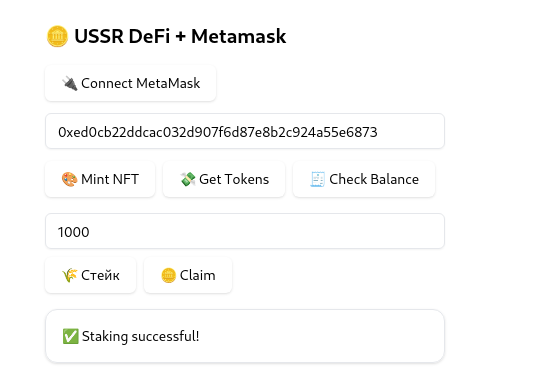 🪙 USSR DeFi + Metamask
🔌 Connect MetaMask
0xed0cb22ddcac032d907f6d87e8b2c924a55e6873
🎨 Mint NFT 💸 Get Tokens 🧾 Check Balance
1000
🌾 Стейк 🪙 Claim
✅ Staking successful!